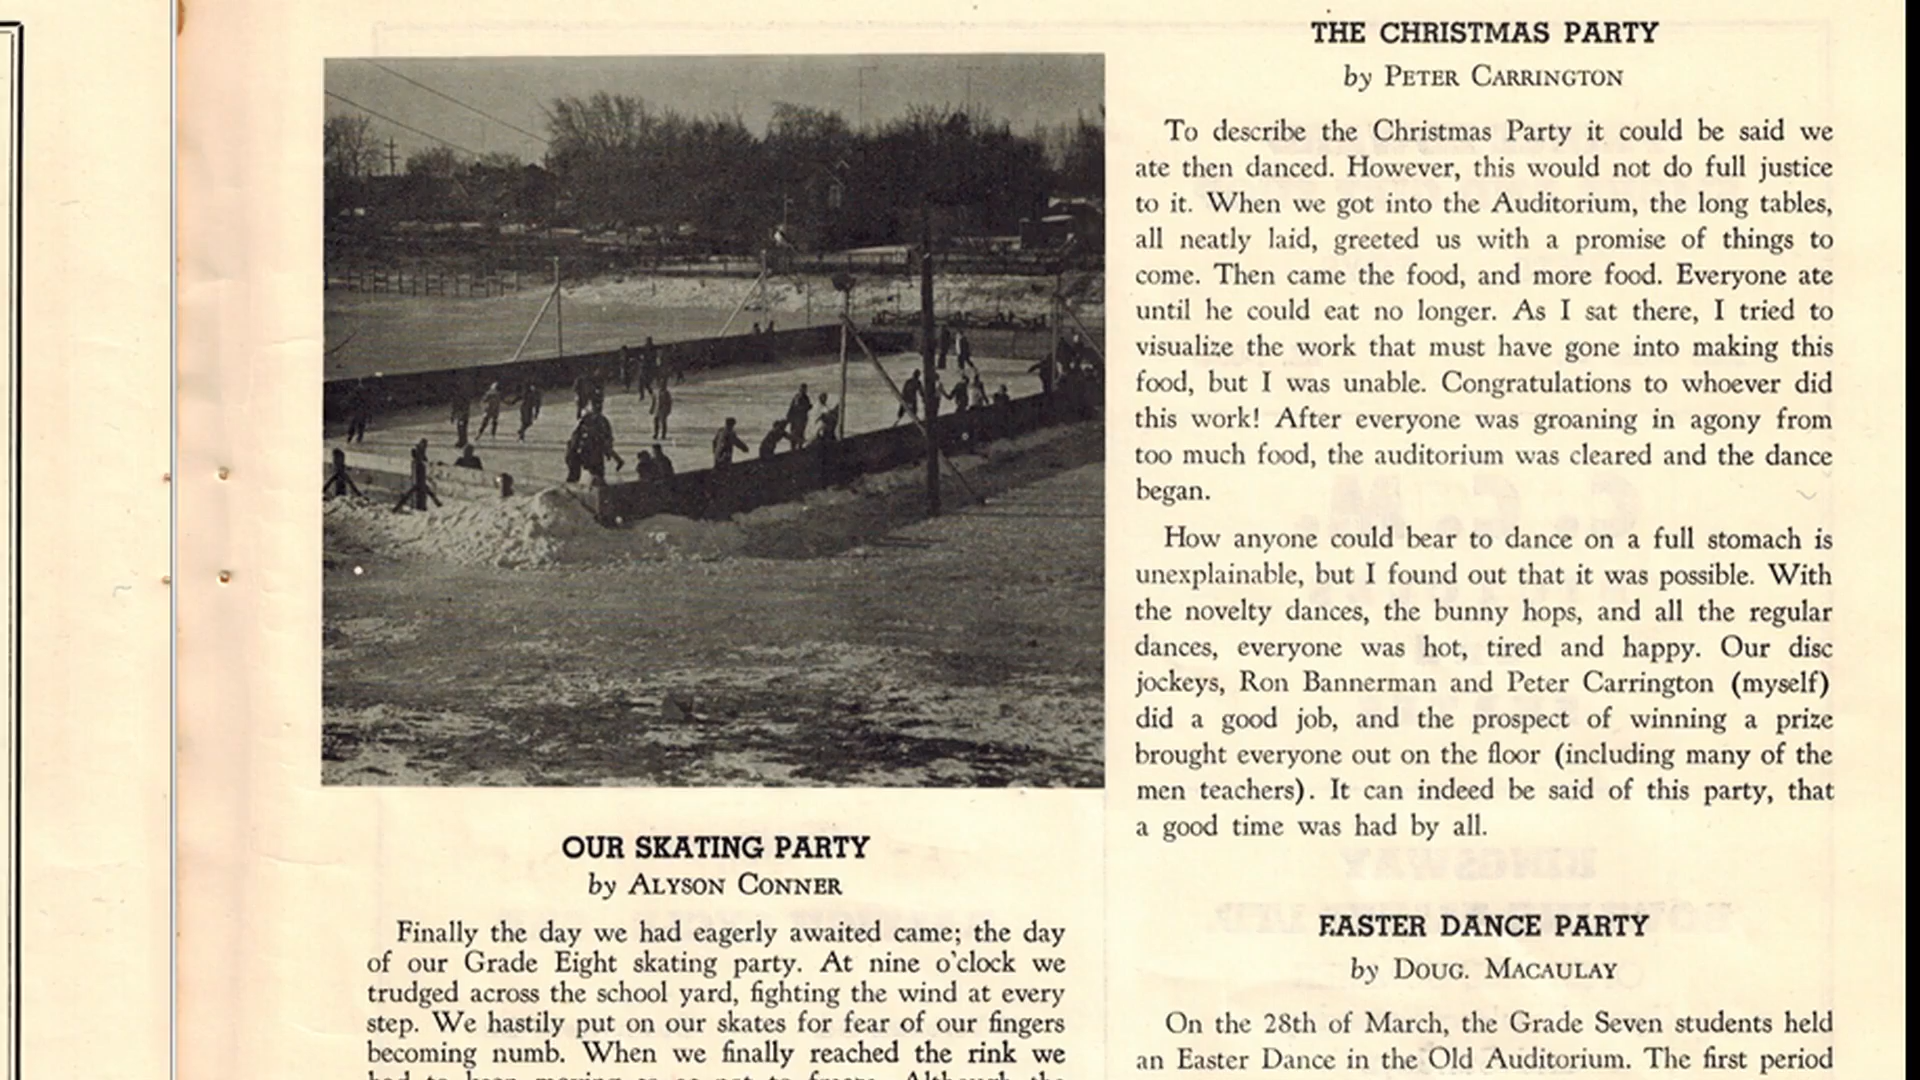 OUR SKATING PARTY
by ALYSON CONNER
Finally the day we had eagerly awaited came; the day
of our Grade Eight skating party. At nine o'clock we
trudged across the school yard, fighting the wind at every
step. We hastily put on our skates for fear of our fingers
becoming numb. When we finally reached the rink we
had to keep moving so as not to freeze. Although the
THE CHRISTMAS PARTY
by PETER CARRINGTON
To describe the Christmas Party it could be said we
ate then danced. However, this would not do full justice
to it. When we got into the Auditorium, the long tables,
all neatly laid, greeted us with a promise of things to
come. Then came the food, and more food. Everyone ate
until he could eat no longer. As I sat there, I tried to
visualize the work that must have gone into making this
food, but I was unable. Congratulations to whoever did
this work! After everyone was groaning in agony from
too much food, the auditorium was cleared and the dance
began.
How anyone could bear to dance on a full stomach is
unexplainable, but I found out that it was possible. With
the novelty dances, the bunny hops, and all the regular
dances, everyone was hot, tired and happy. Our disc
jockeys, Ron Bannerman and Peter Carrington (myself)
did a good job, and the prospect of winning a prize
brought everyone out on the floor (including many of the
men teachers). It can indeed be said of this party, that
a good time was had by all.
EASTER DANCE PARTY
by DOUG. MACAULAY
On the 28th of March, the Grade Seven students held
an Easter Dance in the Old Auditorium. The first period